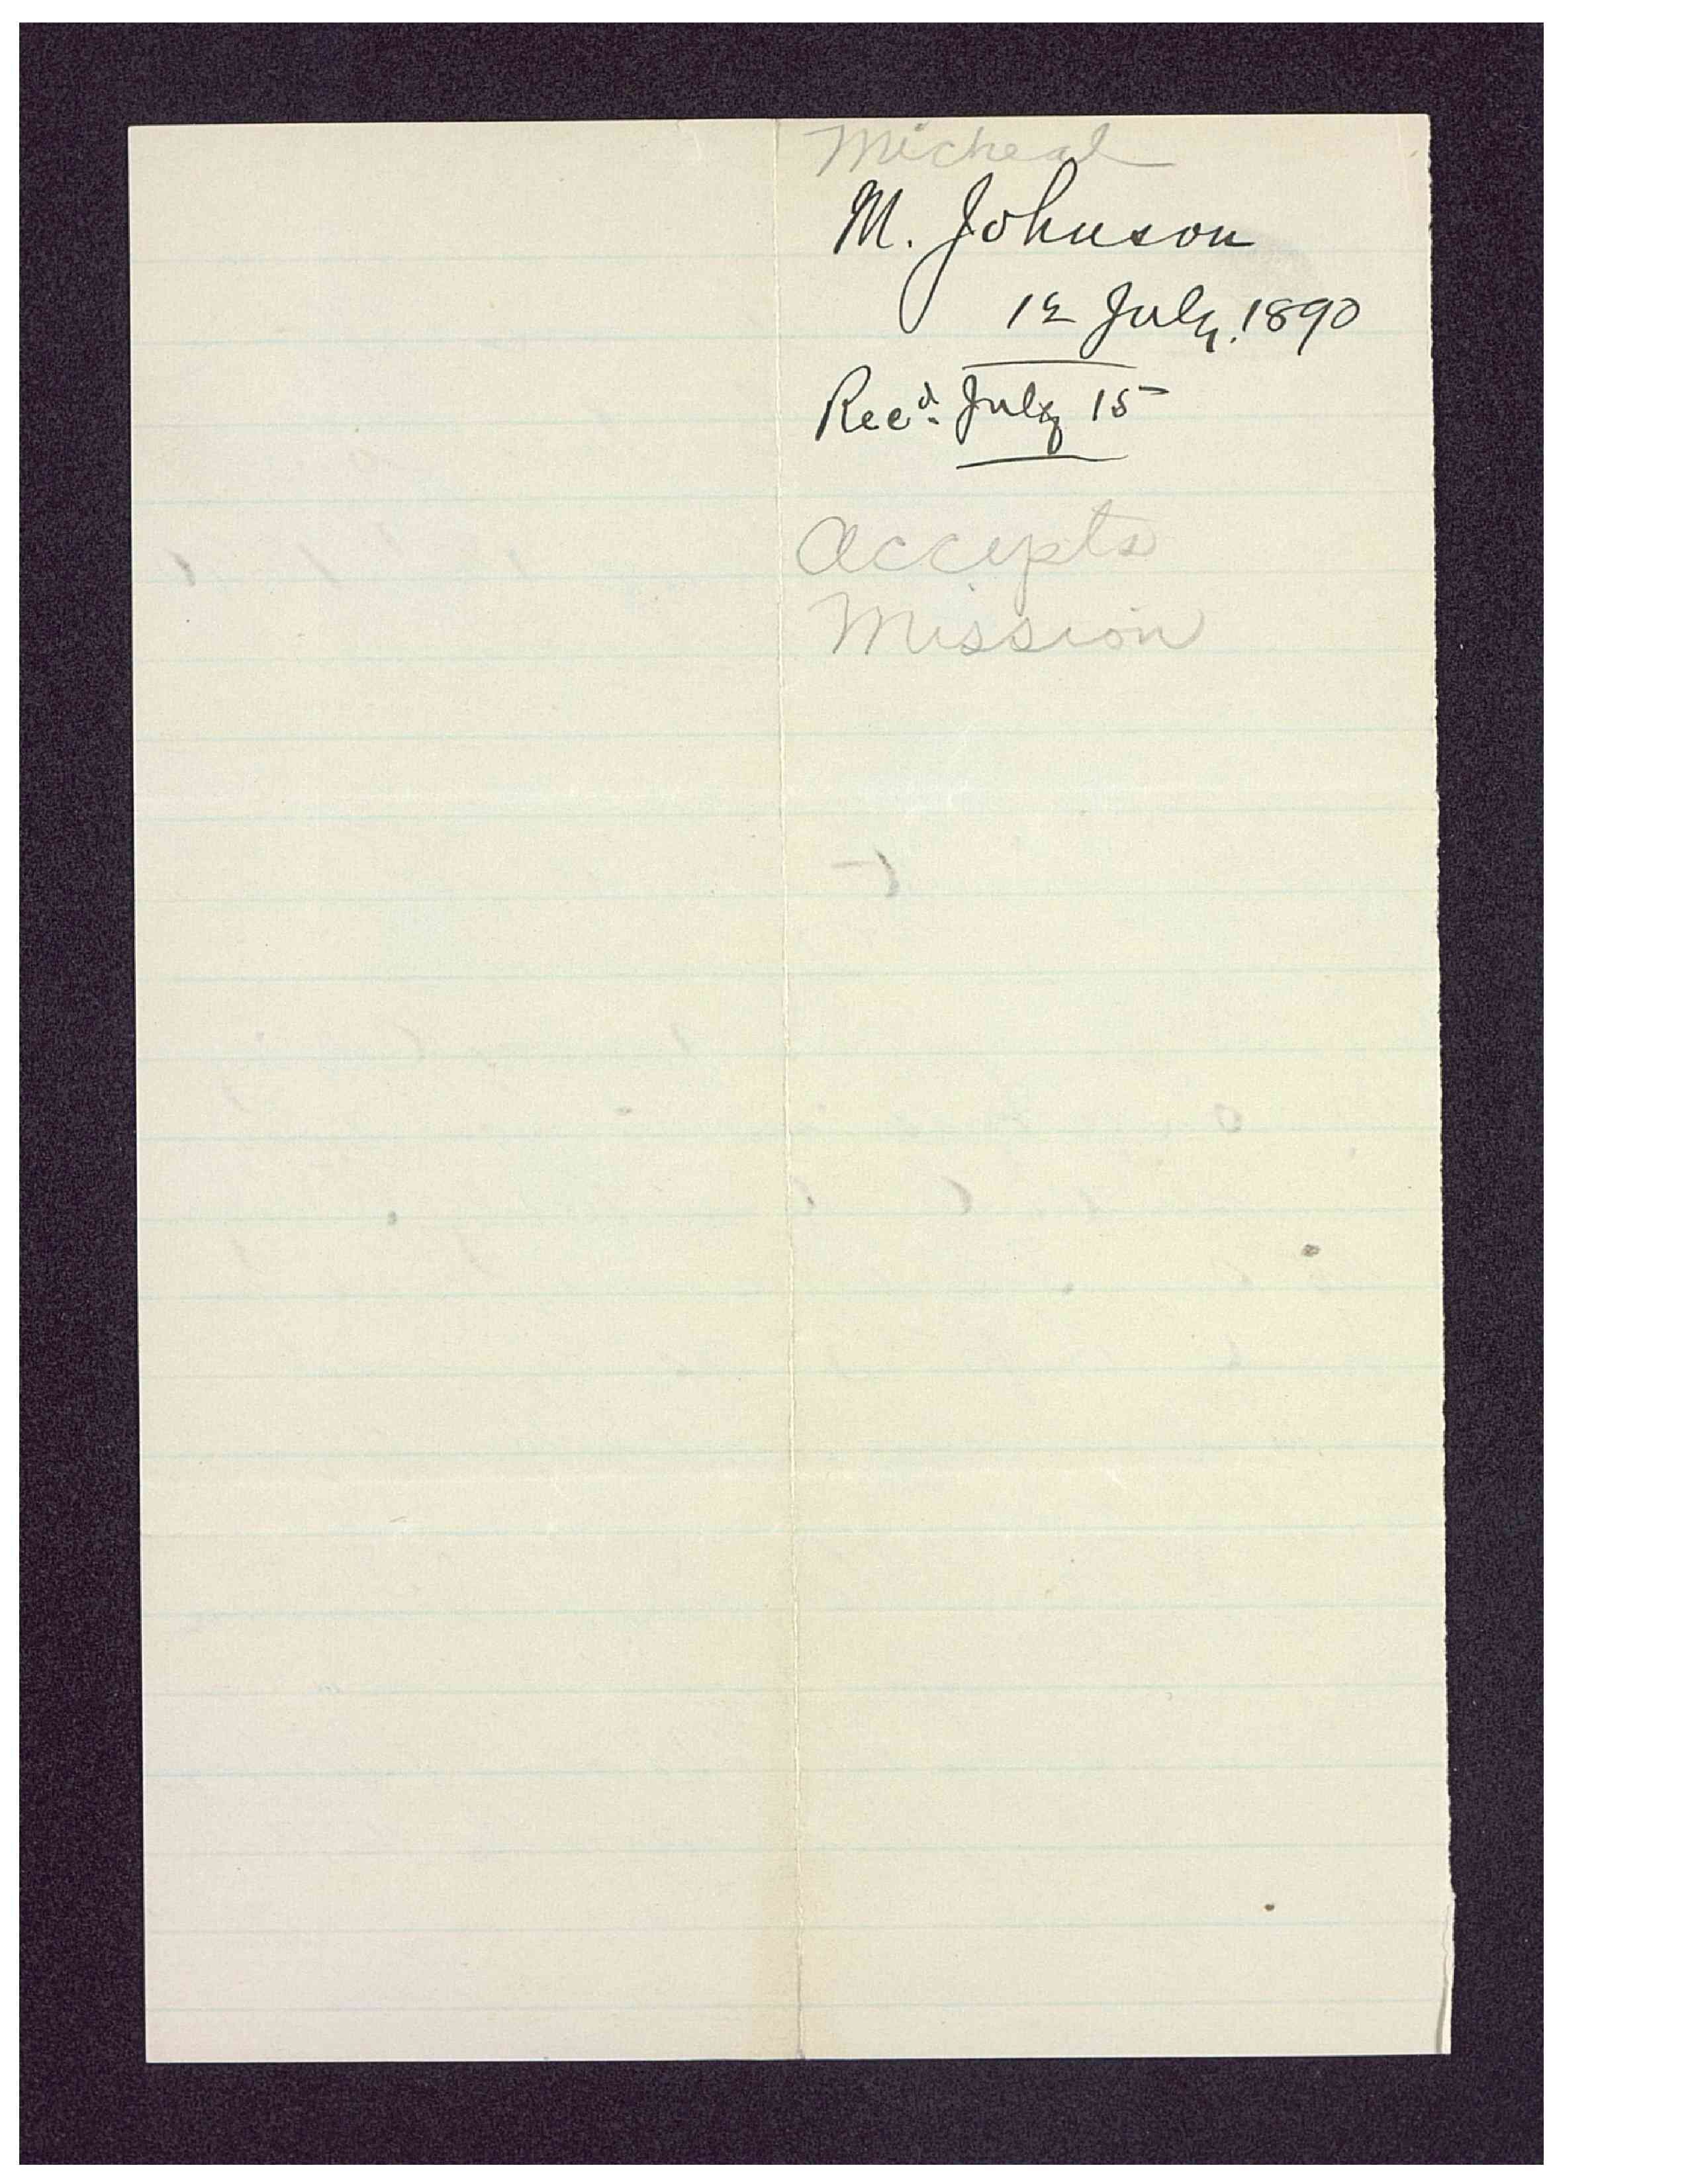 Micheal
M. Johnson
12 July, 1890
Recd. July 15
Accepts
Mission